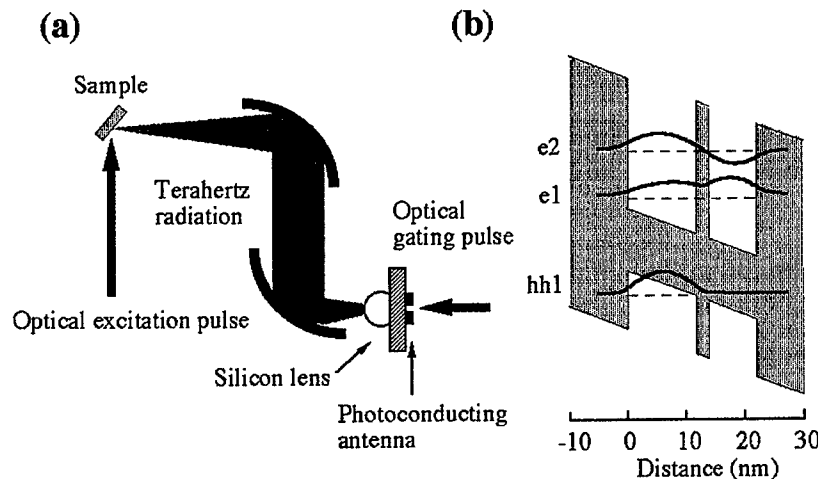 (a)
Sample
Terahertz
radiation
Optical
gating pulse
Optical excitation pulse
Silicon lens
Photoconducting
antenna
(b)
e2
e1
hh1
-10 0 10 20 30
Distance (nm)